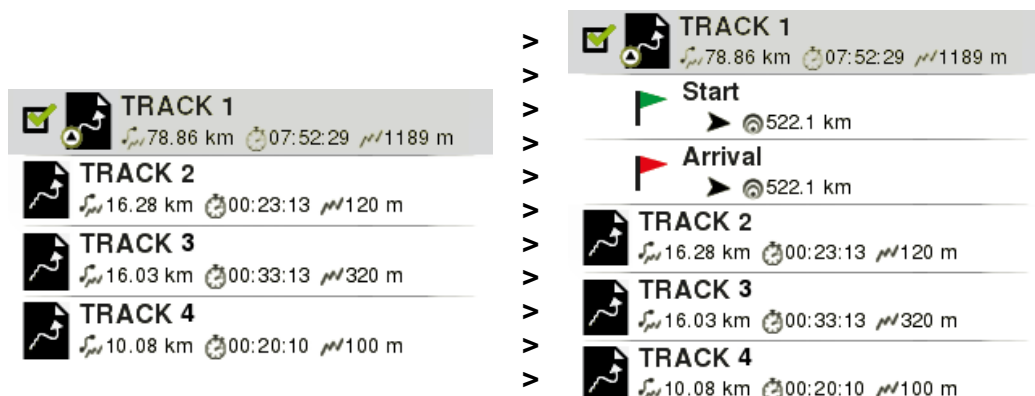 TRACK 1
78.86 km 07:52:29 1189 m
TRACK 2
16.28 km 00:23:13 120 m
TRACK 3
16.03 km 00:33:13 320 m
TRACK 4
10.08 km 00:20:10 100 m
>
>
>
>
>
>
>
>
>
>
>
TRACK 1
78.86 km 07:52:29 1189 m
Start
522.1 km
Arrival
522.1 km
TRACK 2
16.28 km 00:23:13 120 m
TRACK 3
16.03 km 00:33:13 320 m
TRACK 4
10.08 km 00:20:10 100 m